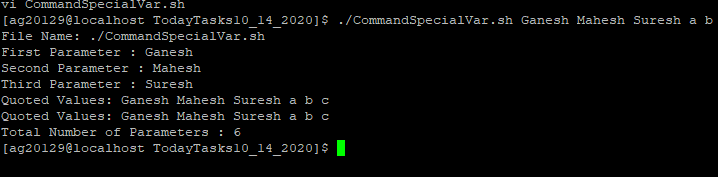 vi CommandSpecialVar.sh
[ag20129@localhost TodayTasks10_14_2020]$ ./CommandSpecialVar.sh Ganesh Mahesh Suresh a b
File Name: ./CommandSpecialVar.sh
First Parameter : Ganesh
Second Parameter : Mahesh
Third Parameter : Suresh
Quoted Values: Ganesh Mahesh Suresh a b c
Quoted Values: Ganesh Mahesh Suresh a b c
Total Number of Parameters : 6
[ag20129@localhost TodayTasks10_14_2020]$